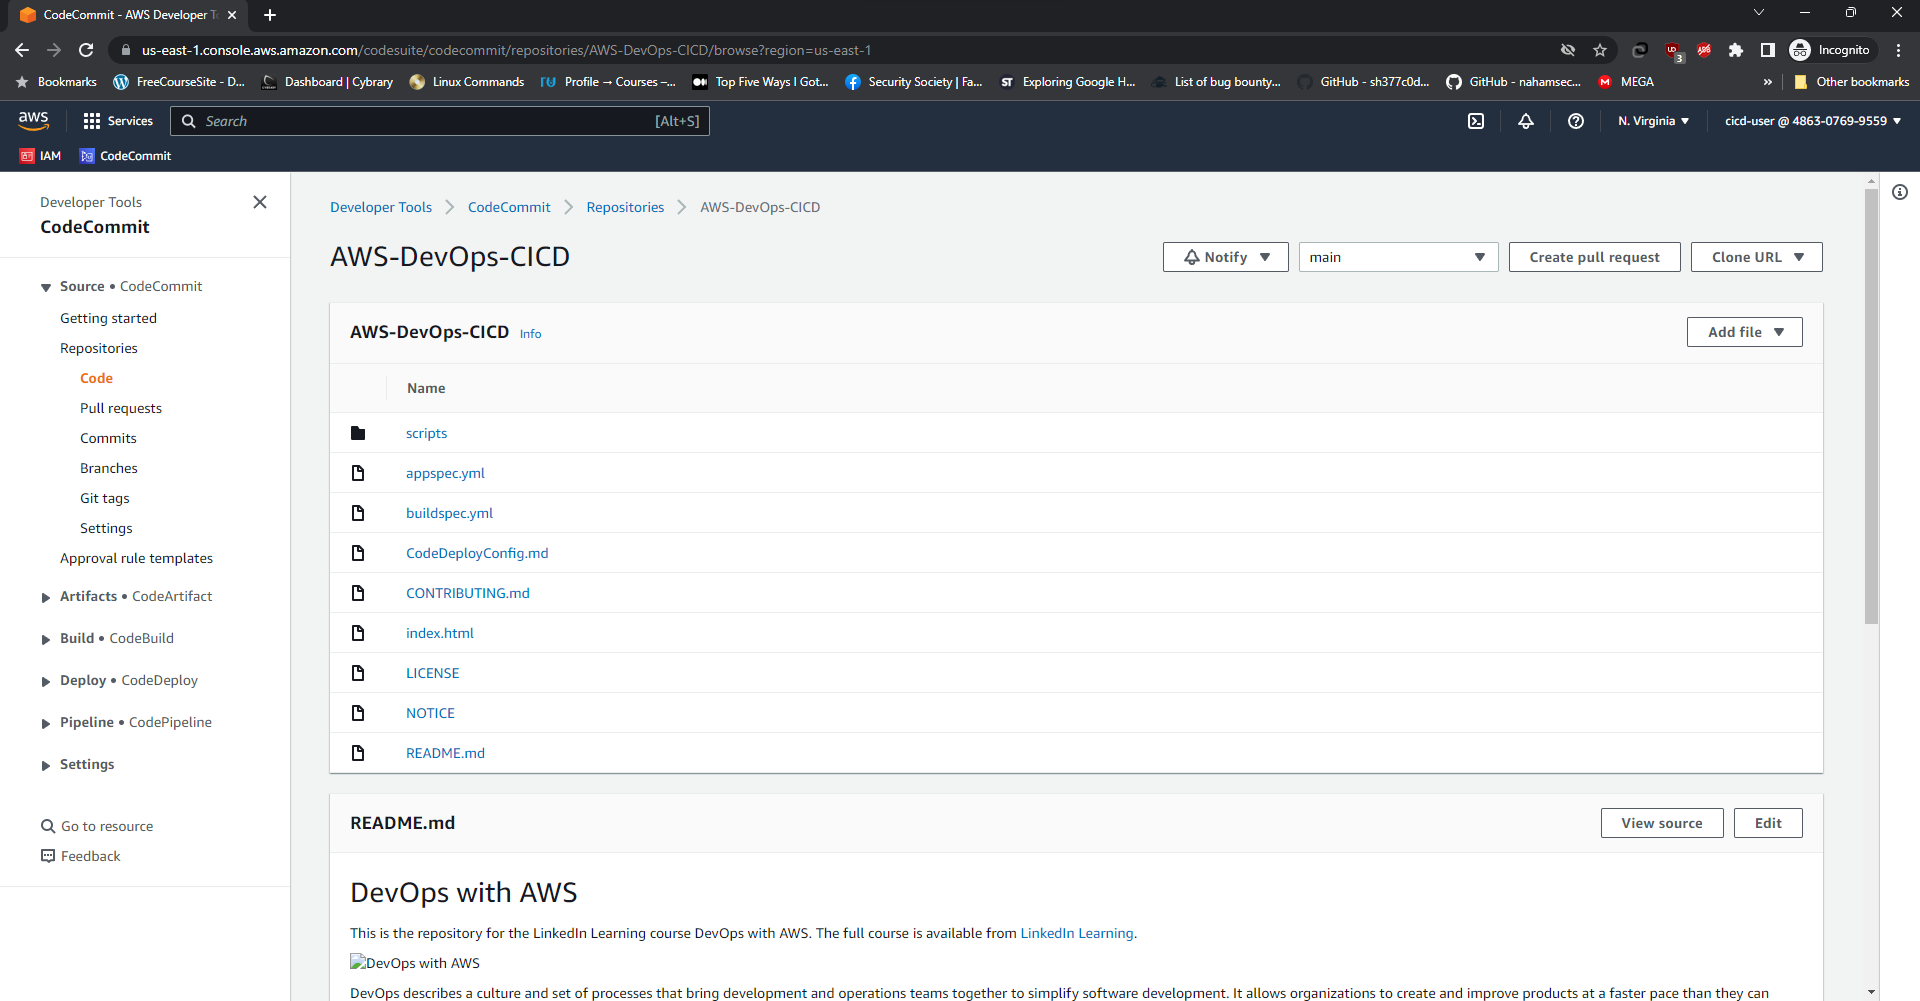 CodeCommit - AWS Developer T
us-east-1.console.aws.amazon.com/codesuite/codecommit/repositories/AWS-DevOps-CICD/browse?region=us-east-1
3
Incognito
Bookmarks FreeCourseSite - D... Dashboard | Cybrary Linux Commands Profile → Courses –... Top Five Ways I Got... Security Society | Fa... ST Exploring Google H... List of bug bounty... GitHub - sh377c0d... GitHub - nahamsec... MEGA » Other bookmarks
aws Services Search [Alt+S] N. Virginia cicd-user @ 4863-0769-9559
IAM CodeCommit
Developer Tools
CodeCommit
Source • CodeCommit
Getting started
Repositories
Code
Pull requests
Commits
Branches
Git tags
Settings
Approval rule templates
Artifacts • CodeArtifact
Build • CodeBuild
Deploy • CodeDeploy
Pipeline • CodePipeline
Settings
Go to resource
Feedback
Developer Tools CodeCommit Repositories AWS-DevOps-CICD
AWS-DevOps-CICD Notify main Create pull request Clone URL
AWS-DevOps-CICD Info Add file
Name
scripts
appspec.yml
buildspec.yml
CodeDeployConfig.md
CONTRIBUTING.md
index.html
LICENSE
NOTICE
README.md
README.md View source Edit
DevOps with AWS
This is the repository for the LinkedIn Learning course DevOps with AWS. The full course is available from LinkedIn Learning.
DevOps with AWS
DevOps describes a culture and set of processes that bring development and operations teams together to simplify software development. It allows organizations to create and improve products at a faster pace than they can